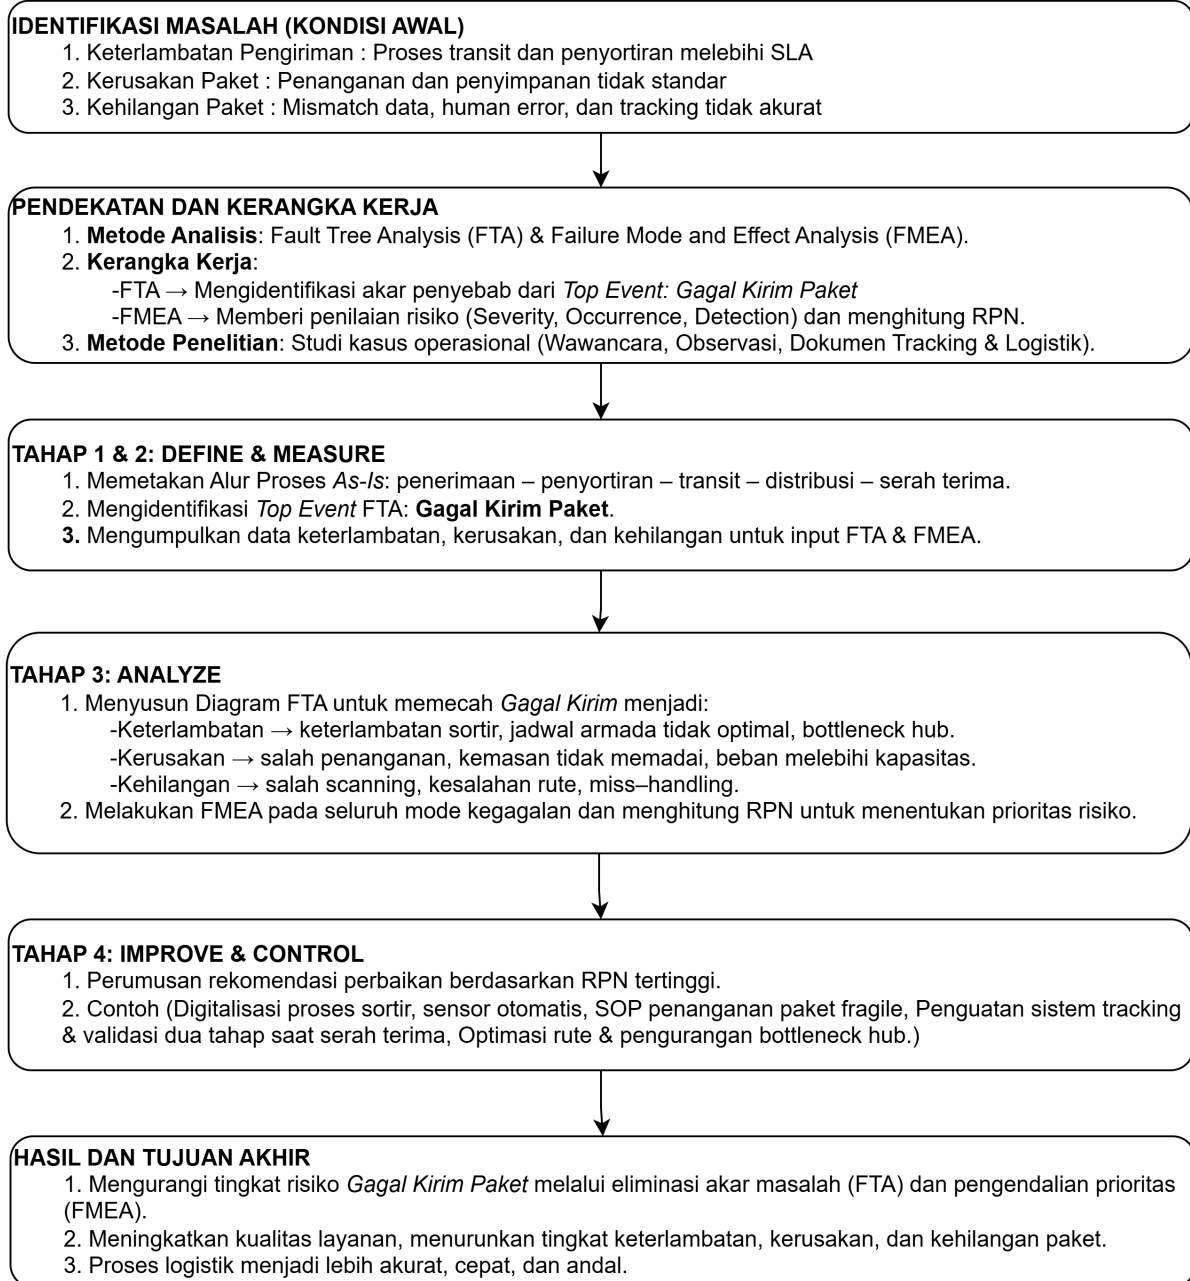 IDENTIFIKASI MASALAH (KONDISI AWAL)
1. Keterlambatan Pengiriman : Proses transit dan penyortiran melebihi SLA
2. Kerusakan Paket : Penanganan dan penyimpanan tidak standar
3. Kehilangan Paket : Mismatch data, human error, dan tracking tidak akurat
PENDEKATAN DAN KERANGKA KERJA
1. Metode Analisis: Fault Tree Analysis (FTA) & Failure Mode and Effect Analysis (FMEA).
2. Kerangka Kerja:
-FTA → Mengidentifikasi akar penyebab dari Top Event: Gagal Kirim Paket
-FMEA → Memberi penilaian risiko (Severity, Occurrence, Detection) dan menghitung RPN.
3. Metode Penelitian: Studi kasus operasional (Wawancara, Observasi, Dokumen Tracking & Logistik).
TAHAP 1 & 2: DEFINE & MEASURE
1. Memetakan Alur Proses As-Is: penerimaan – penyortiran – transit – distribusi – serah terima.
2. Mengidentifikasi Top Event FTA: Gagal Kirim Paket.
3. Mengumpulkan data keterlambatan, kerusakan, dan kehilangan untuk input FTA & FMEA.
TAHAP 3: ANALYZE
1. Menyusun Diagram FTA untuk memecah Gagal Kirim menjadi:
-Keterlambatan → keterlambatan sortir, jadwal armada tidak optimal, bottleneck hub.
-Kerusakan → salah penanganan, kemasan tidak memadai, beban melebihi kapasitas.
-Kehilangan → salah scanning, kesalahan rute, miss–handling.
2. Melakukan FMEA pada seluruh mode kegagalan dan menghitung RPN untuk menentukan prioritas risiko.
TAHAP 4: IMPROVE & CONTROL
1. Perumusan rekomendasi perbaikan berdasarkan RPN tertinggi.
2. Contoh (Digitalisasi proses sortir, sensor otomatis, SOP penanganan paket fragile, Penguatan sistem tracking
& validasi dua tahap saat serah terima, Optimasi rute & pengurangan bottleneck hub.)
HASIL DAN TUJUAN AKHIR
1. Mengurangi tingkat risiko Gagal Kirim Paket melalui eliminasi akar masalah (FTA) dan pengendalian prioritas
(FMEA).
2. Meningkatkan kualitas layanan, menurunkan tingkat keterlambatan, kerusakan, dan kehilangan paket.
3. Proses logistik menjadi lebih akurat, cepat, dan andal.